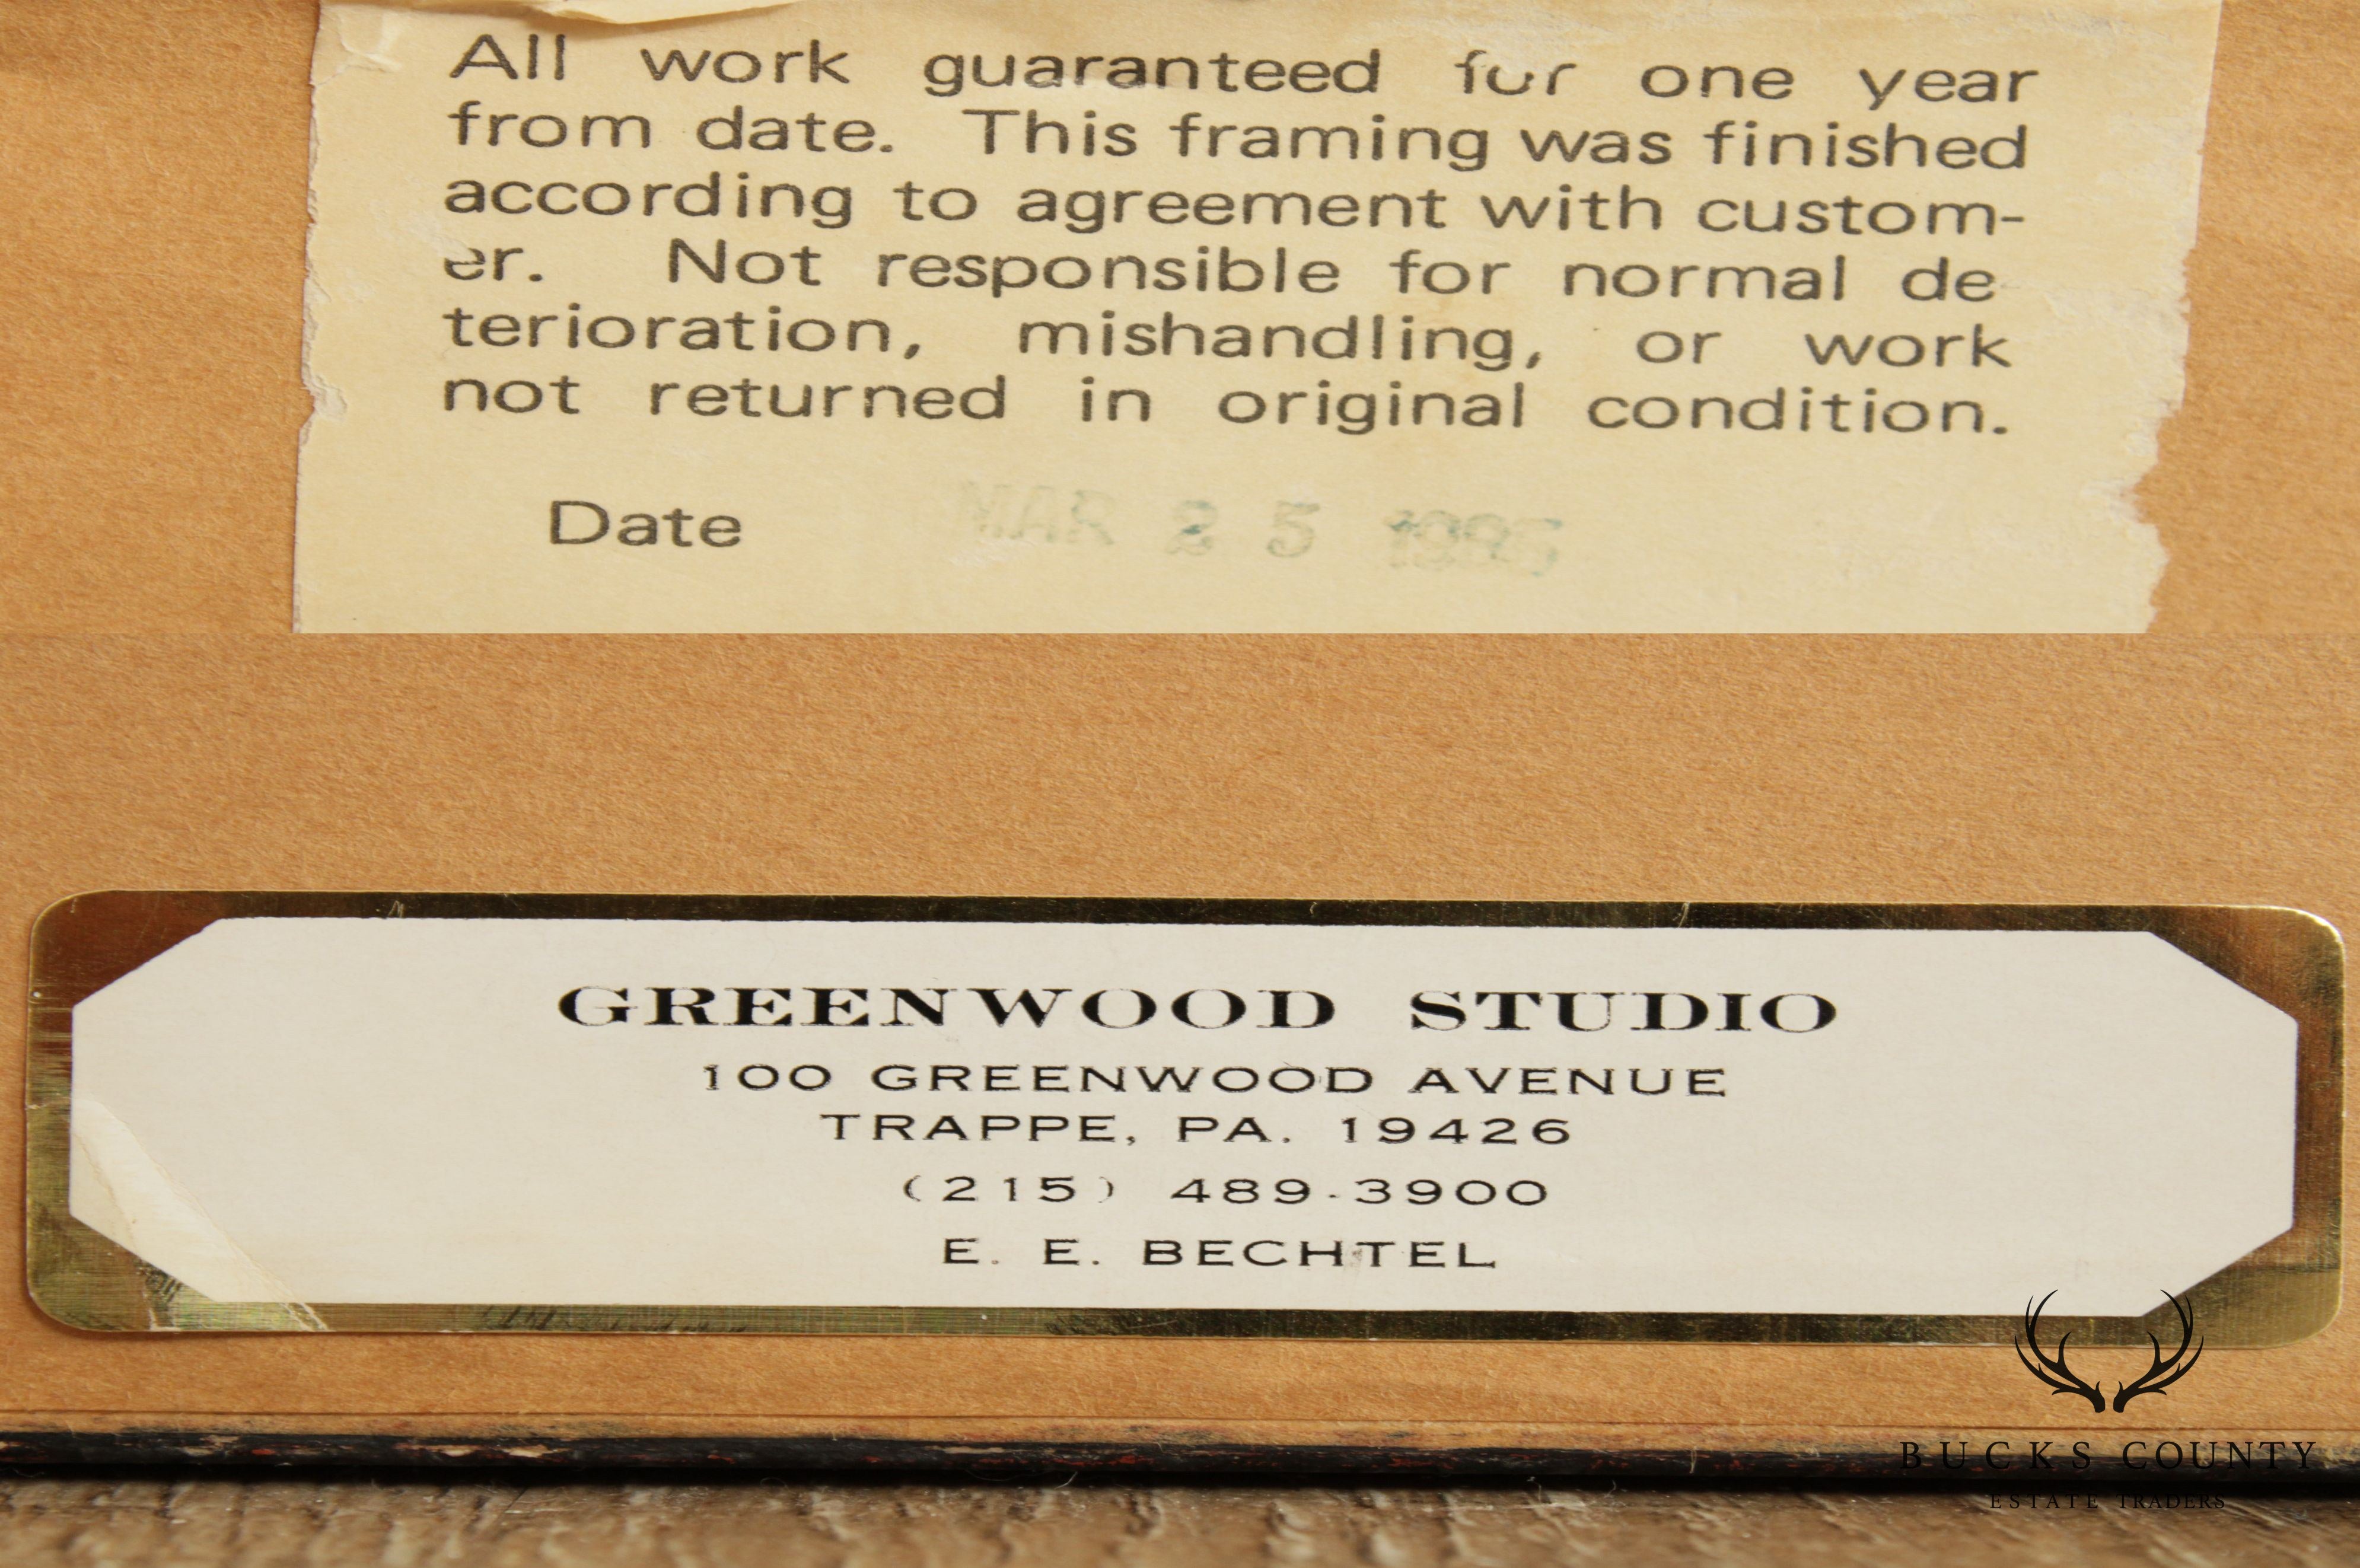 All work guaranteed for one year
from date. This framing was finished
according to agreement with custom-
er. Not responsible for normal de
terioration, mishandling, or work
not returned in original condition.
Date MAR 25
GREENWOOD STUDIO
100 GREENWOOD AVENUE
TRAPPE, PA. 19426
(215) 489-3900
E. E. BECHTEL
BUCKS COUNTY
ESTATE TRADERS